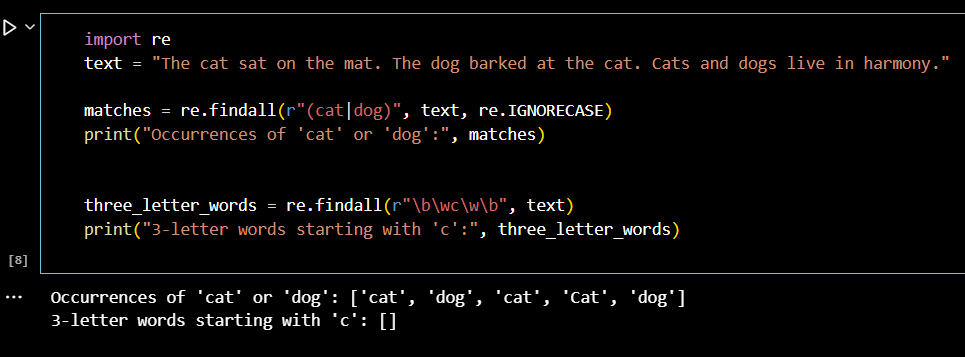 import re
text = "The cat sat on the mat. The dog barked at the cat. Cats and dogs live in harmony."
matches = re.findall(r"(cat|dog)", text, re.IGNORECASE)
print("Occurrences of 'cat' or 'dog':", matches)
three_letter_words = re.findall(r"\b\wc\w\b", text)
print("3-letter words starting with 'c':", three_letter_words)
[8]
... Occurrences of 'cat' or 'dog': ['cat', 'dog', 'cat', 'Cat', 'dog']
3-letter words starting with 'c': []